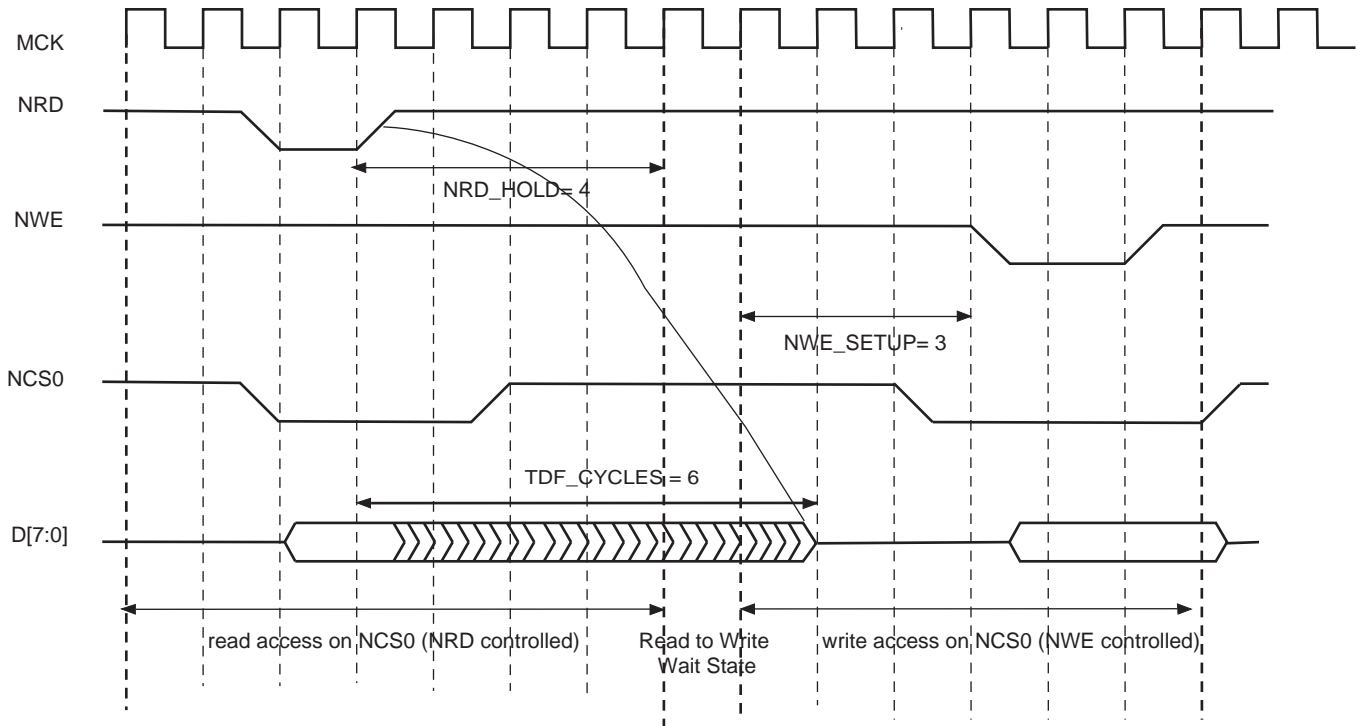 MCK
NRD
NRD_HOLD= 4
NWE
NWE_SETUP= 3
NCS0
TDF_CYCLES = 6
D[7:0]
read access on NCS0 (NRD controlled)
Read to Write
Wait State
write access on NCS0 (NWE controlled)